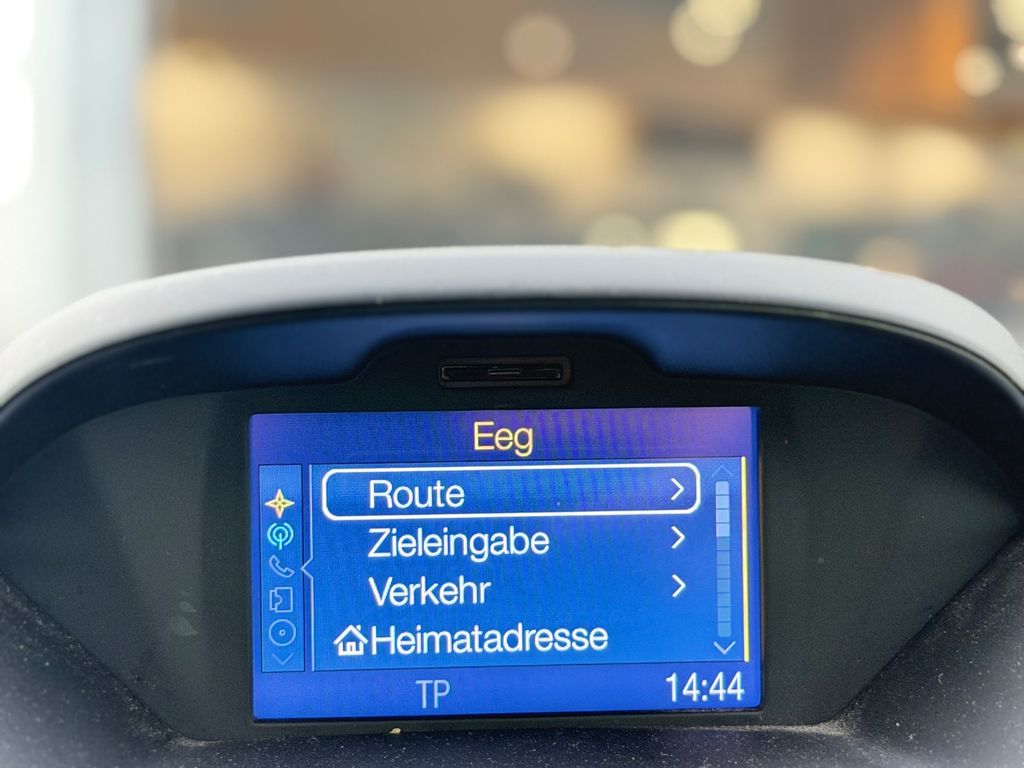 Eeg
Route
Zieleingabe
Verkehr
Heimatadresse
TP 14:44